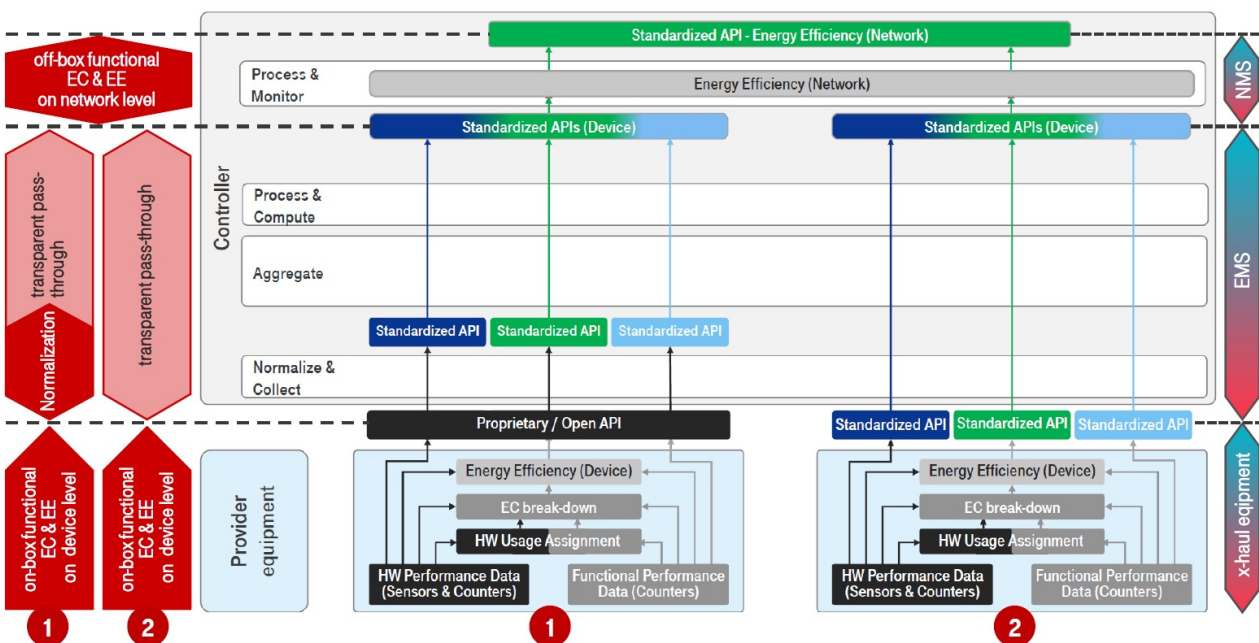 off-box functional
EC & EE
on network level
transparent pass-
through
Normalization
transparent pass-through
on-box functional
EC & EE
on device level
1
on-box functional
EC & EE
on device level
2
Controller
Standardized API - Energy Efficiency (Network)
Process &
Monitor
Energy Efficiency (Network)
Standardized APIs (Device)
Standardized APIs (Device)
Process &
Compute
Aggregate
Standardized API
Standardized API
Standardized API
Normalize &
Collect
Proprietary / Open API
Standardized API
Standardized API
Standardized API
Provider
equipment
Energy Efficiency (Device)
EC break-down
HW Usage Assignment
HW Performance Data
(Sensors & Counters)
Functional Performance
Data (Counters)
1
Energy Efficiency (Device)
EC break-down
HW Usage Assignment
HW Performance Data
(Sensors & Counters)
Functional Performance
Data (Counters)
2
NMS
EMS
x-haul eqipment